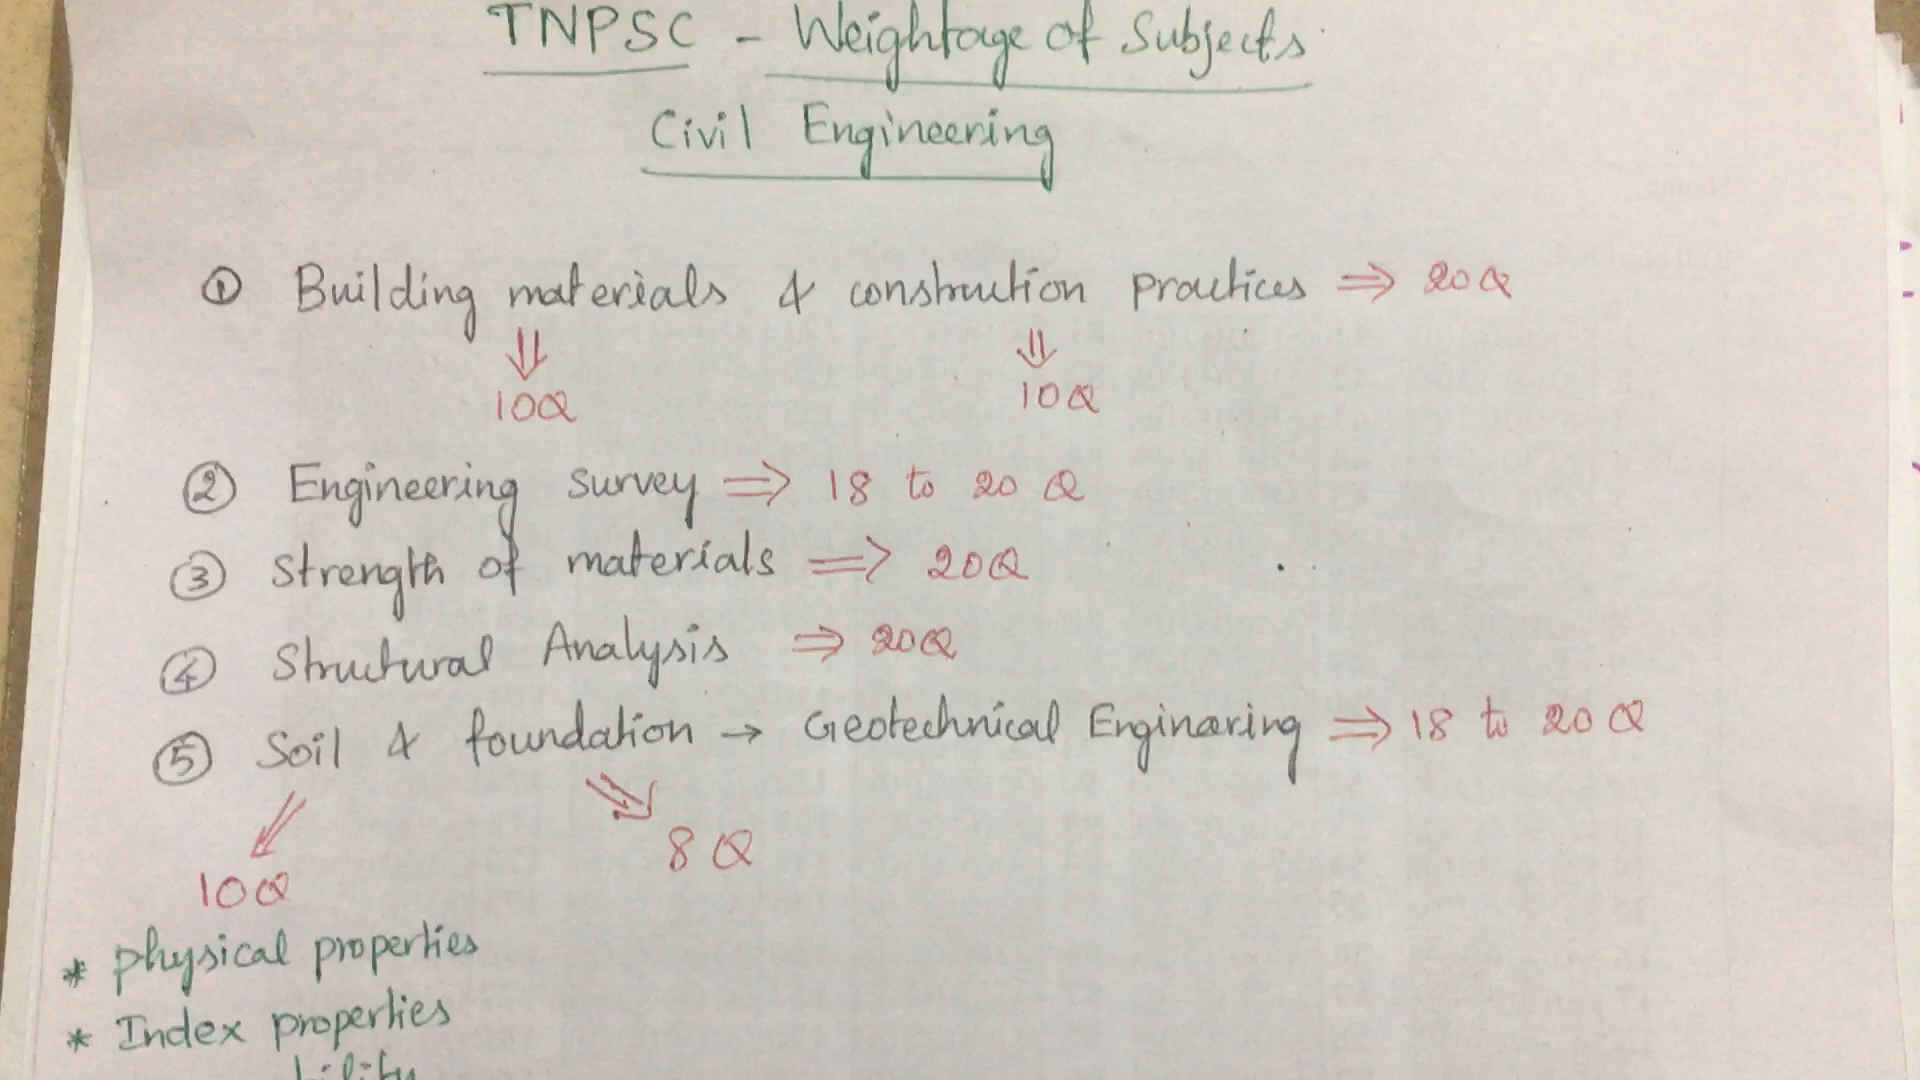 TNPSC - Weightage of Subjects
Civil Engineering
① Building materials & construction practices ⇒ 20Q
⇓ ⇓
10Q 10Q
② Engineering survey ⇒ 18 to 20 Q
③ Strength of materials ⇒ 20Q
④ Structural Analysis ⇒ 20Q
⑤ Soil & foundation → Geotechnical Engineering ⇒ 18 to 20 Q
8 Q
10Q
* physical properties
* Index properties